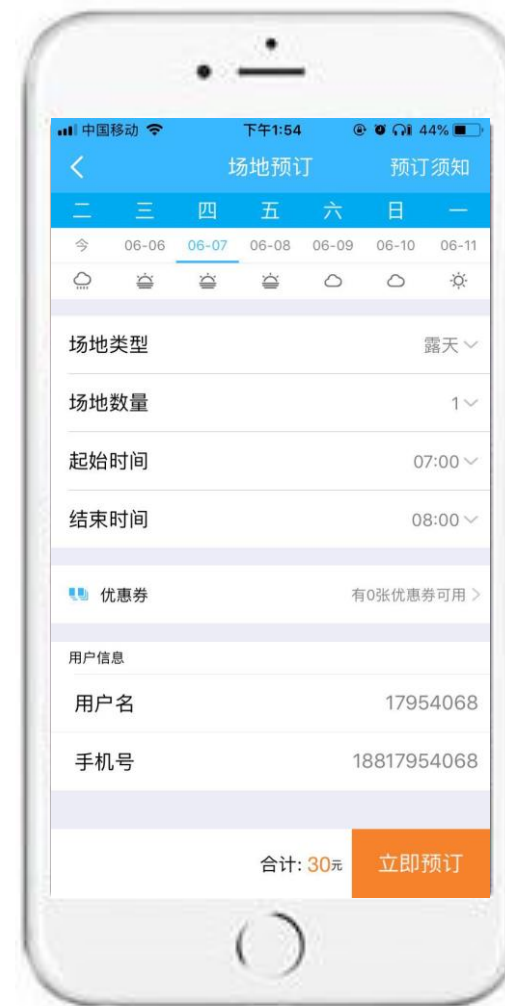 中国移动 下午1:54 44%
场地预订 预订须知
二 三 四 五 六 日 一
今 06-06 06-07 06-08 06-09 06-10 06-11
场地类型 露天
场地数量 1
起始时间 07:00
结束时间 08:00
优惠券 有0张优惠券可用
用户信息
用户名 17954068
手机号 18817954068
合计: 30元 立即预订